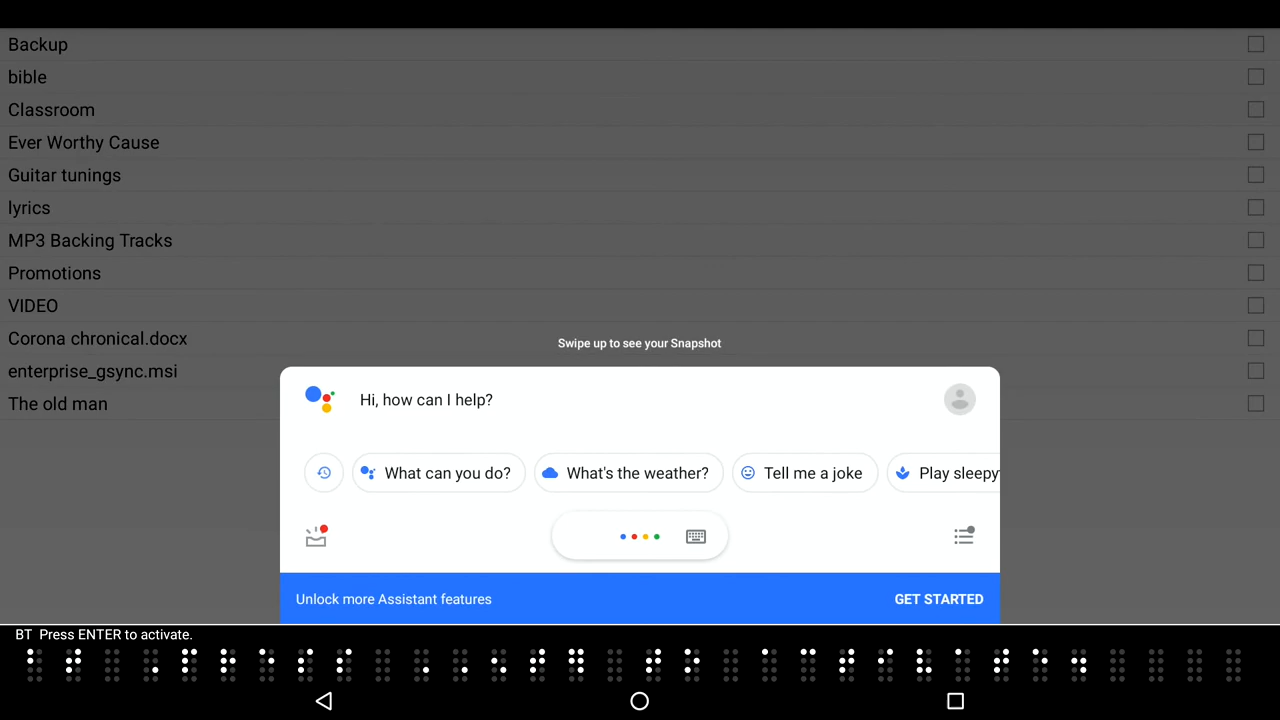 Backup
bible
Classroom
Ever Worthy Cause
Guitar tunings
lyrics
MP3 Backing Tracks
Promotions
VIDEO
Corona chronical.docx
enterprise_gsync.msi
The old man
Swipe up to see your Snapshot
Hi, how can I help?
What can you do? What's the weather? Tell me a joke Play sleepy
Unlock more Assistant features GET STARTED
BT Press ENTER to activate.